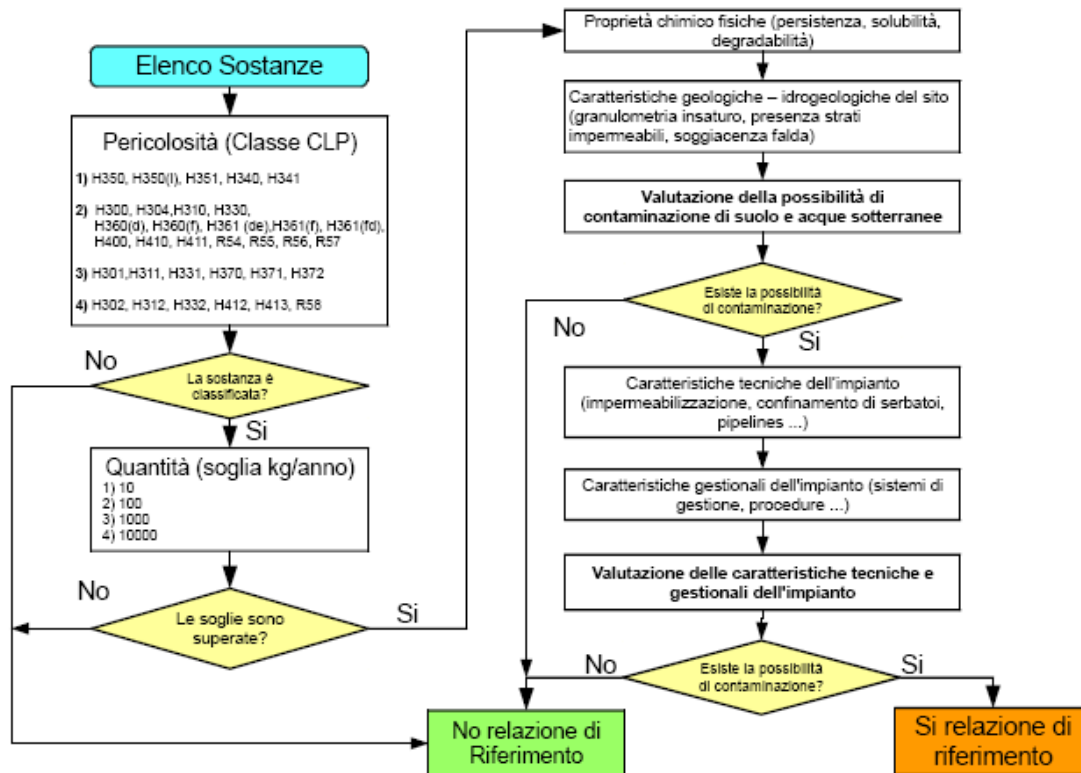 Elenco Sostanze
Pericolosità (Classe CLP)
1) H350, H350(I), H351, H340, H341
2) H300, H304,H310, H330,
H360(d), H360(f), H361 (de),H361(f), H361(fd),
H400, H410, H411, R54, R55, R56, R57
3) H301,H311, H331, H370, H371, H372
4) H302, H312, H332, H412, H413, R58
No
La sostanza è
classificata?
Si
Quantità (soglia kg/anno)
1) 10
2) 100
3) 1000
4) 10000
No
Le soglie sono
superate?
Si
Proprietà chimico fisiche (persistenza, solubilità,
degradabilità)
Caratteristiche geologiche – idrogeologiche del sito
(granulometria insaturo, presenza strati
impermeabili, soggiacenza falda)
Valutazione della possibilità di
contaminazione di suolo e acque sotterranee
Esiste la possibilità
di contaminazione?
No
Si
Caratteristiche tecniche dell'impianto
(impermeabilizzazione, confinamento di serbatoi,
pipelines ...)
Caratteristiche gestionali dell'impianto (sistemi di
gestione, procedure ...)
Valutazione delle caratteristiche tecniche e
gestionali dell'impianto
No
Esiste la possibilità
di contaminazione?
Si
No relazione di
Riferimento
Si relazione di
riferimento